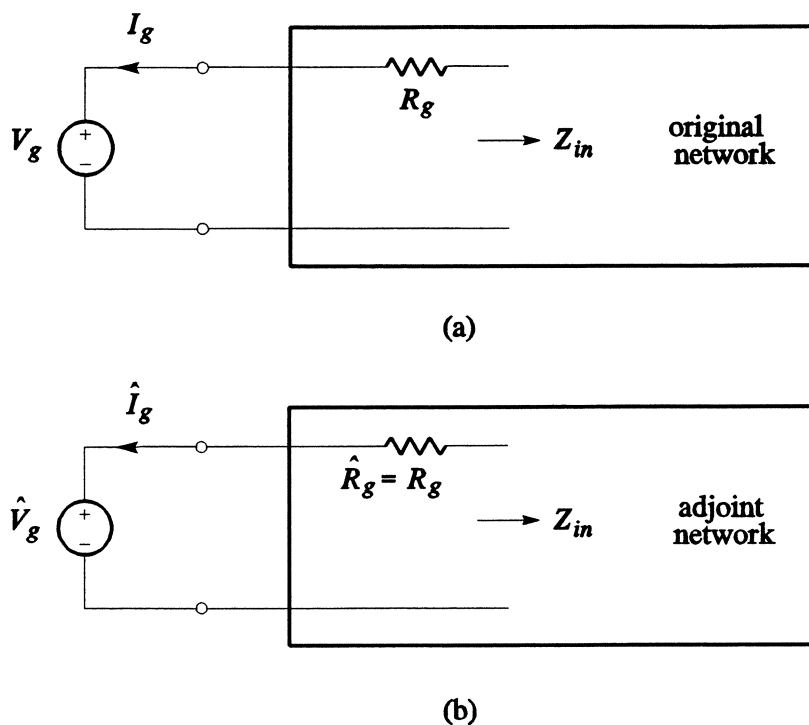 I_g
R_g
V_g
+
−
Z_in
original
network
(a)
Î_g
R̂_g = R_g
V̂_g
+
−
Z_in
adjoint
network
(b)